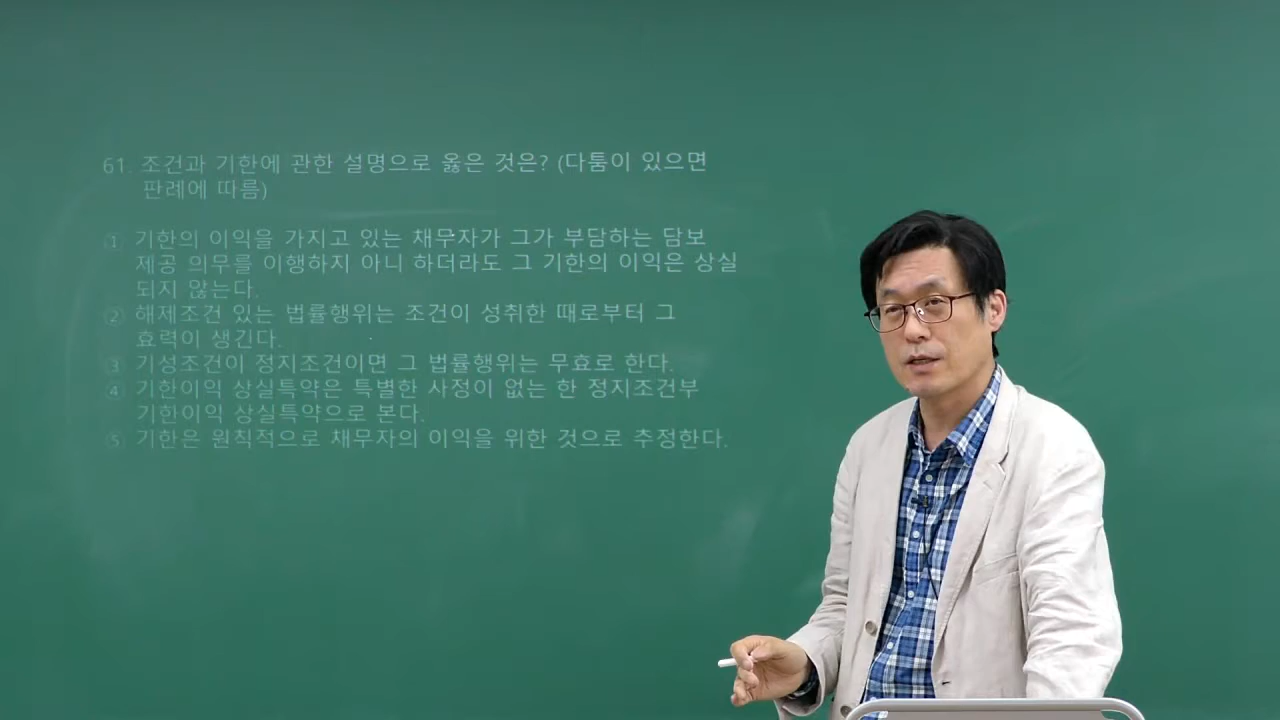 61. 조건과 기한에 관한 설명으로 옳은 것은? (다툼이 있으면
판례에 따름)
① 기한의 이익을 가지고 있는 채무자가 그가 부담하는 담보
제공 의무를 이행하지 아니 하더라도 그 기한의 이익은 상실
되지 않는다.
② 해제조건 있는 법률행위는 조건이 성취한 때로부터 그
효력이 생긴다.
③ 기성조건이 정지조건이면 그 법률행위는 무효로 한다.
④ 기한이익 상실특약은 특별한 사정이 없는 한 정지조건부
기한이익 상실특약으로 본다.
⑤ 기한은 원칙적으로 채무자의 이익을 위한 것으로 추정한다.